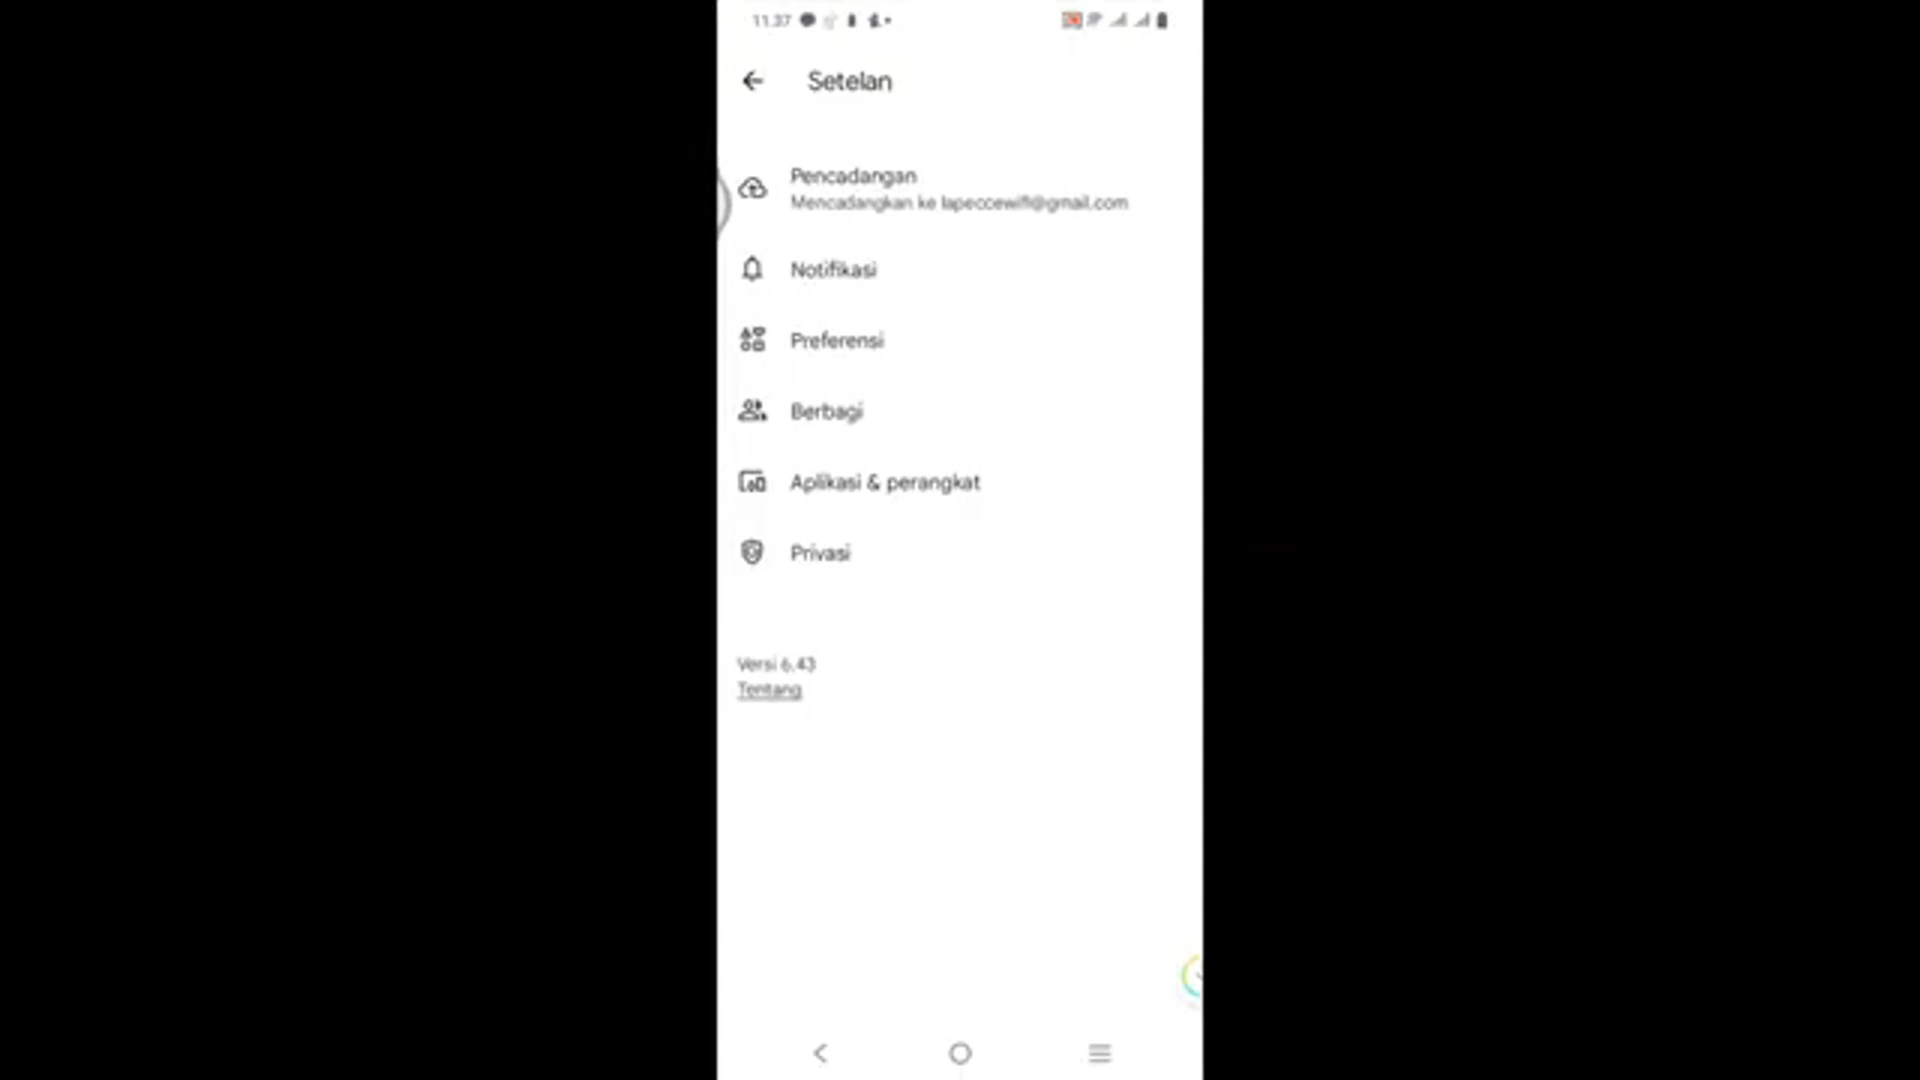 11.37
Setelan
Pencadangan
Mencadangkan ke lapeccewifi@gmail.com
Notifikasi
Preferensi
Berbagi
Aplikasi & perangkat
Privasi
Versi 6.43
Tentang